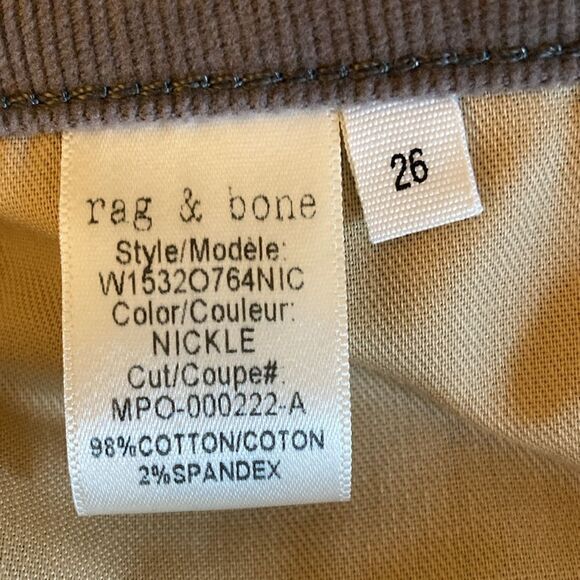 rag & bone
Style/Modèle:
W1532O764NIC
Color/Couleur:
NICKLE
Cut/Coupe#:
MPO-000222-A
98%COTTON/COTON
2%SPANDEX
26